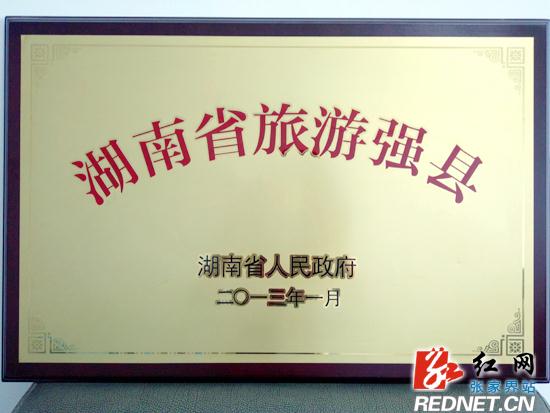 湖南省旅游强县
湖南省人民政府
二〇一三年一月
红网
张家界站
REDNET.CN